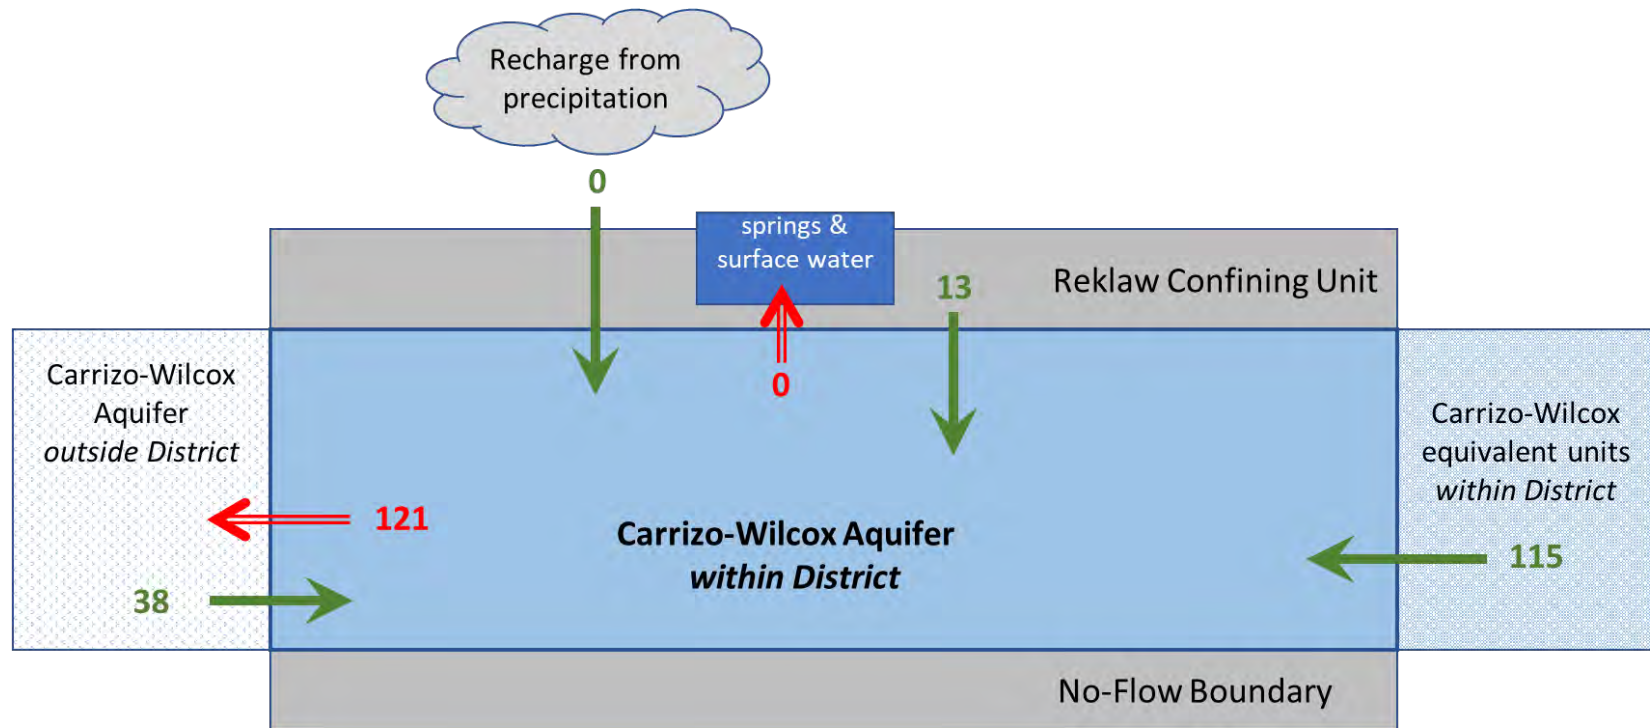 Recharge from
precipitation
0
springs &
surface water
13
Reklaw Confining Unit
0
Carrizo-Wilcox
Aquifer
outside District
121
38
Carrizo-Wilcox Aquifer
within District
Carrizo-Wilcox
equivalent units
within District
115
No-Flow Boundary